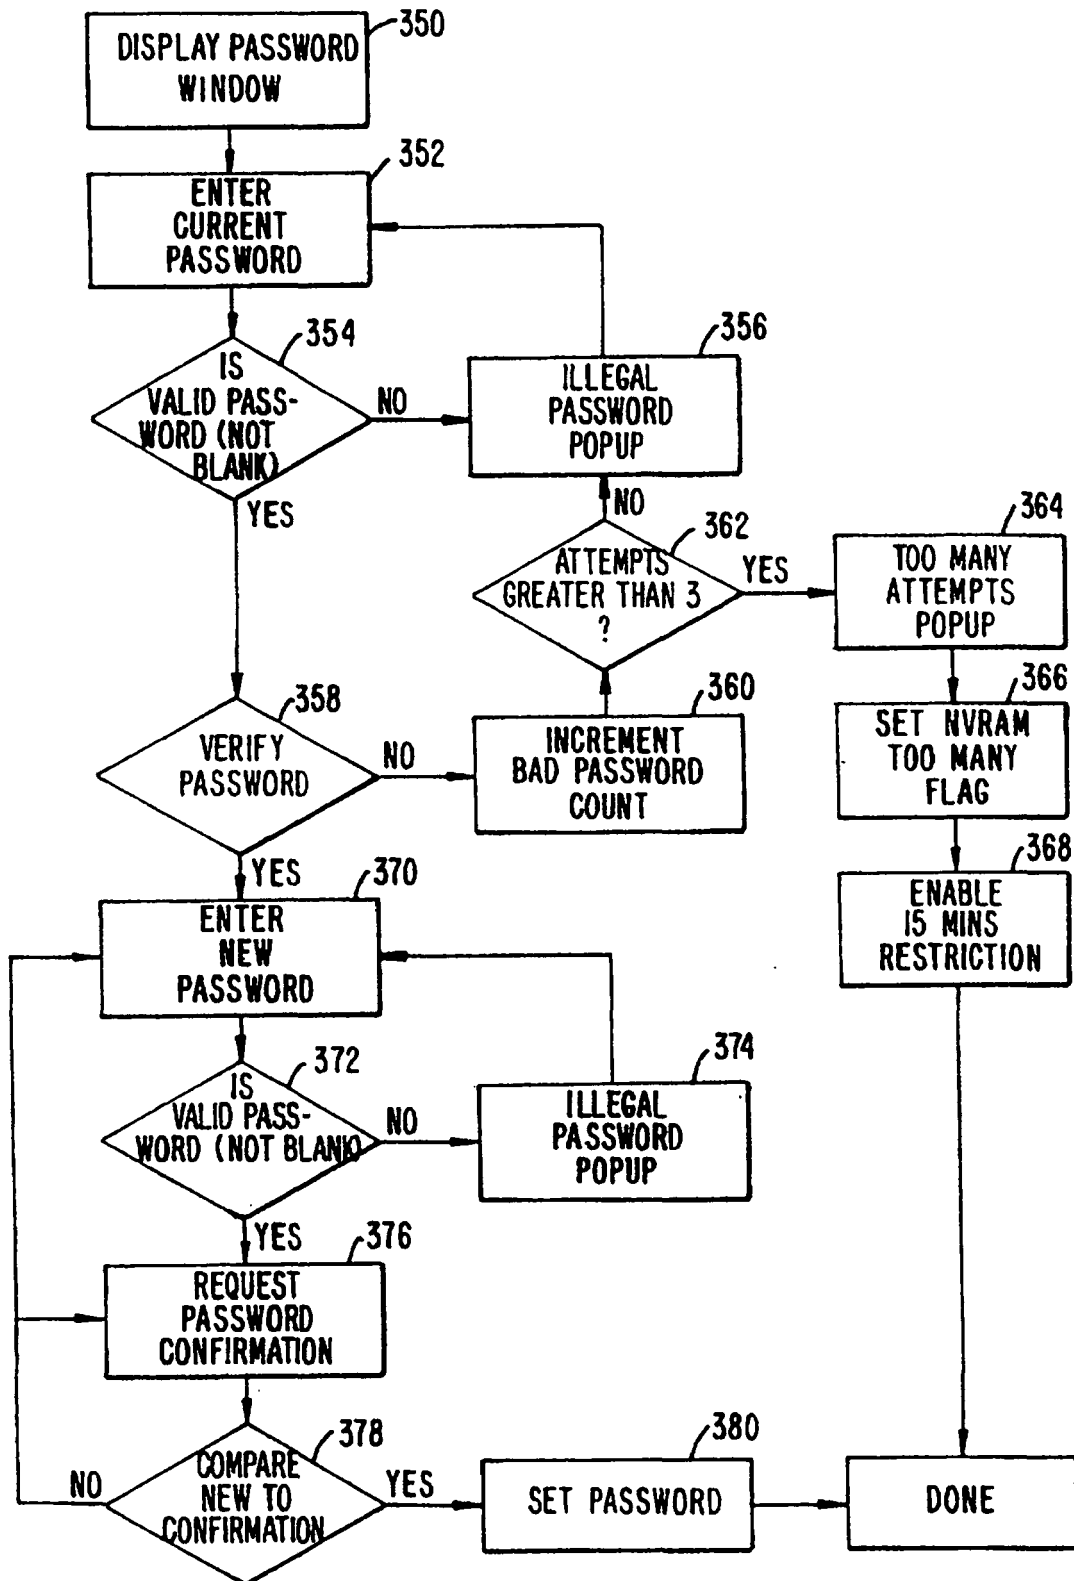 350
DISPLAY PASSWORD
WINDOW
352
ENTER
CURRENT
PASSWORD
354
IS
VALID PASS-
WORD (NOT
BLANK)
NO
YES
356
ILLEGAL
PASSWORD
POPUP
NO
362
ATTEMPTS
GREATER THAN 3
?
YES
364
TOO MANY
ATTEMPTS
POPUP
358
VERIFY
PASSWORD
NO
YES
360
INCREMENT
BAD PASSWORD
COUNT
366
SET NVRAM
TOO MANY
FLAG
368
ENABLE
15 MINS
RESTRICTION
370
ENTER
NEW
PASSWORD
372
IS
VALID PASS-
WORD (NOT BLANK)
NO
YES
374
ILLEGAL
PASSWORD
POPUP
376
REQUEST
PASSWORD
CONFIRMATION
378
COMPARE
NEW TO
CONFIRMATION
NO
YES
380
SET PASSWORD
DONE